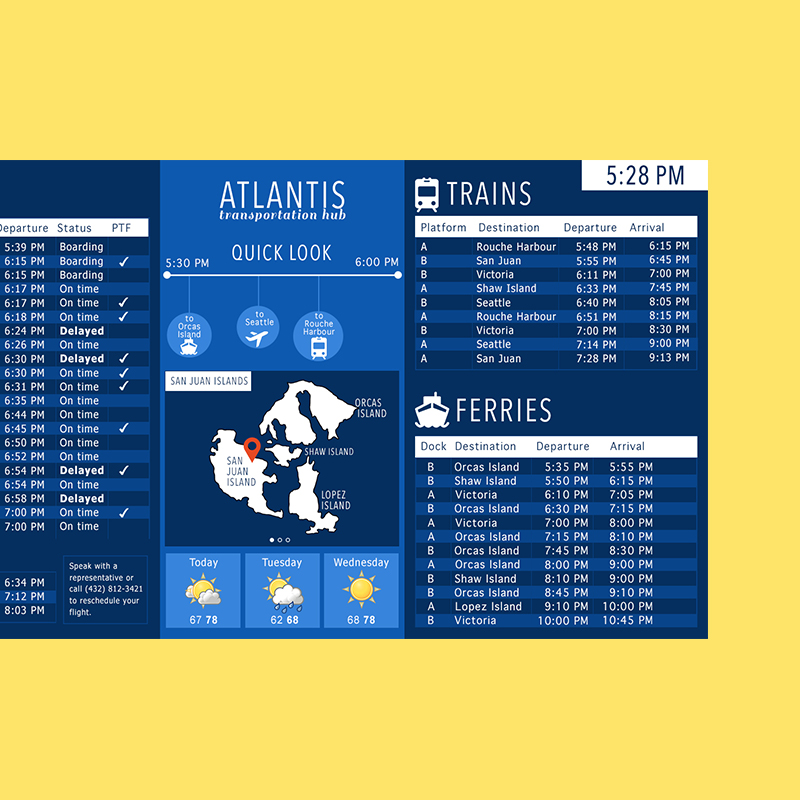 Departure Status PTF
5:39 PM Boarding
6:15 PM Boarding ✓
6:15 PM Boarding
6:17 PM On time
6:17 PM On time ✓
6:18 PM On time ✓
6:24 PM Delayed
6:26 PM On time
6:30 PM Delayed ✓
6:30 PM On time ✓
6:31 PM On time ✓
6:35 PM On time
6:44 PM On time
6:45 PM On time ✓
6:50 PM On time
6:52 PM On time
6:54 PM Delayed ✓
6:54 PM On time
6:58 PM Delayed
7:00 PM On time ✓
7:00 PM On time
6:34 PM
7:12 PM
8:03 PM
Speak with a
representative or
call (432) 812-3421
to reschedule your
flight.
ATLANTIS
transportation hub
QUICK LOOK
5:30 PM 6:00 PM
to
Orcas
Island
to
Seattle
to
Rouche
Harbour
SAN JUAN ISLANDS
ORCAS
ISLAND
SHAW ISLAND
SAN
JUAN
ISLAND
LOPEZ
ISLAND
Today
67 78
Tuesday
62 68
Wednesday
68 78
5:28 PM
TRAINS
Platform Destination Departure Arrival
A Rouche Harbour 5:48 PM 6:15 PM
B San Juan 5:55 PM 6:45 PM
B Victoria 6:11 PM 7:00 PM
A Shaw Island 6:33 PM 7:45 PM
B Seattle 6:40 PM 8:05 PM
A Rouche Harbour 6:51 PM 8:15 PM
B Victoria 7:00 PM 8:30 PM
A Seattle 7:14 PM 9:00 PM
A San Juan 7:28 PM 9:13 PM
FERRIES
Dock Destination Departure Arrival
B Orcas Island 5:35 PM 5:55 PM
B Shaw Island 5:50 PM 6:15 PM
A Victoria 6:10 PM 7:05 PM
B Orcas Island 6:30 PM 7:15 PM
A Victoria 7:00 PM 8:00 PM
A Orcas Island 7:15 PM 8:10 PM
B Orcas Island 7:45 PM 8:30 PM
A Orcas Island 8:00 PM 9:00 PM
B Shaw Island 8:10 PM 9:00 PM
B Orcas Island 8:45 PM 9:10 PM
A Lopez Island 9:10 PM 10:00 PM
B Victoria 10:00 PM 10:45 PM